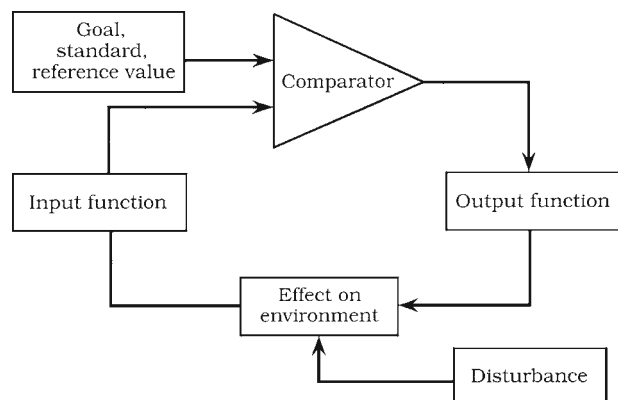 Goal,
standard,
reference value
Comparator
Input function
Output function
Effect on
environment
Disturbance